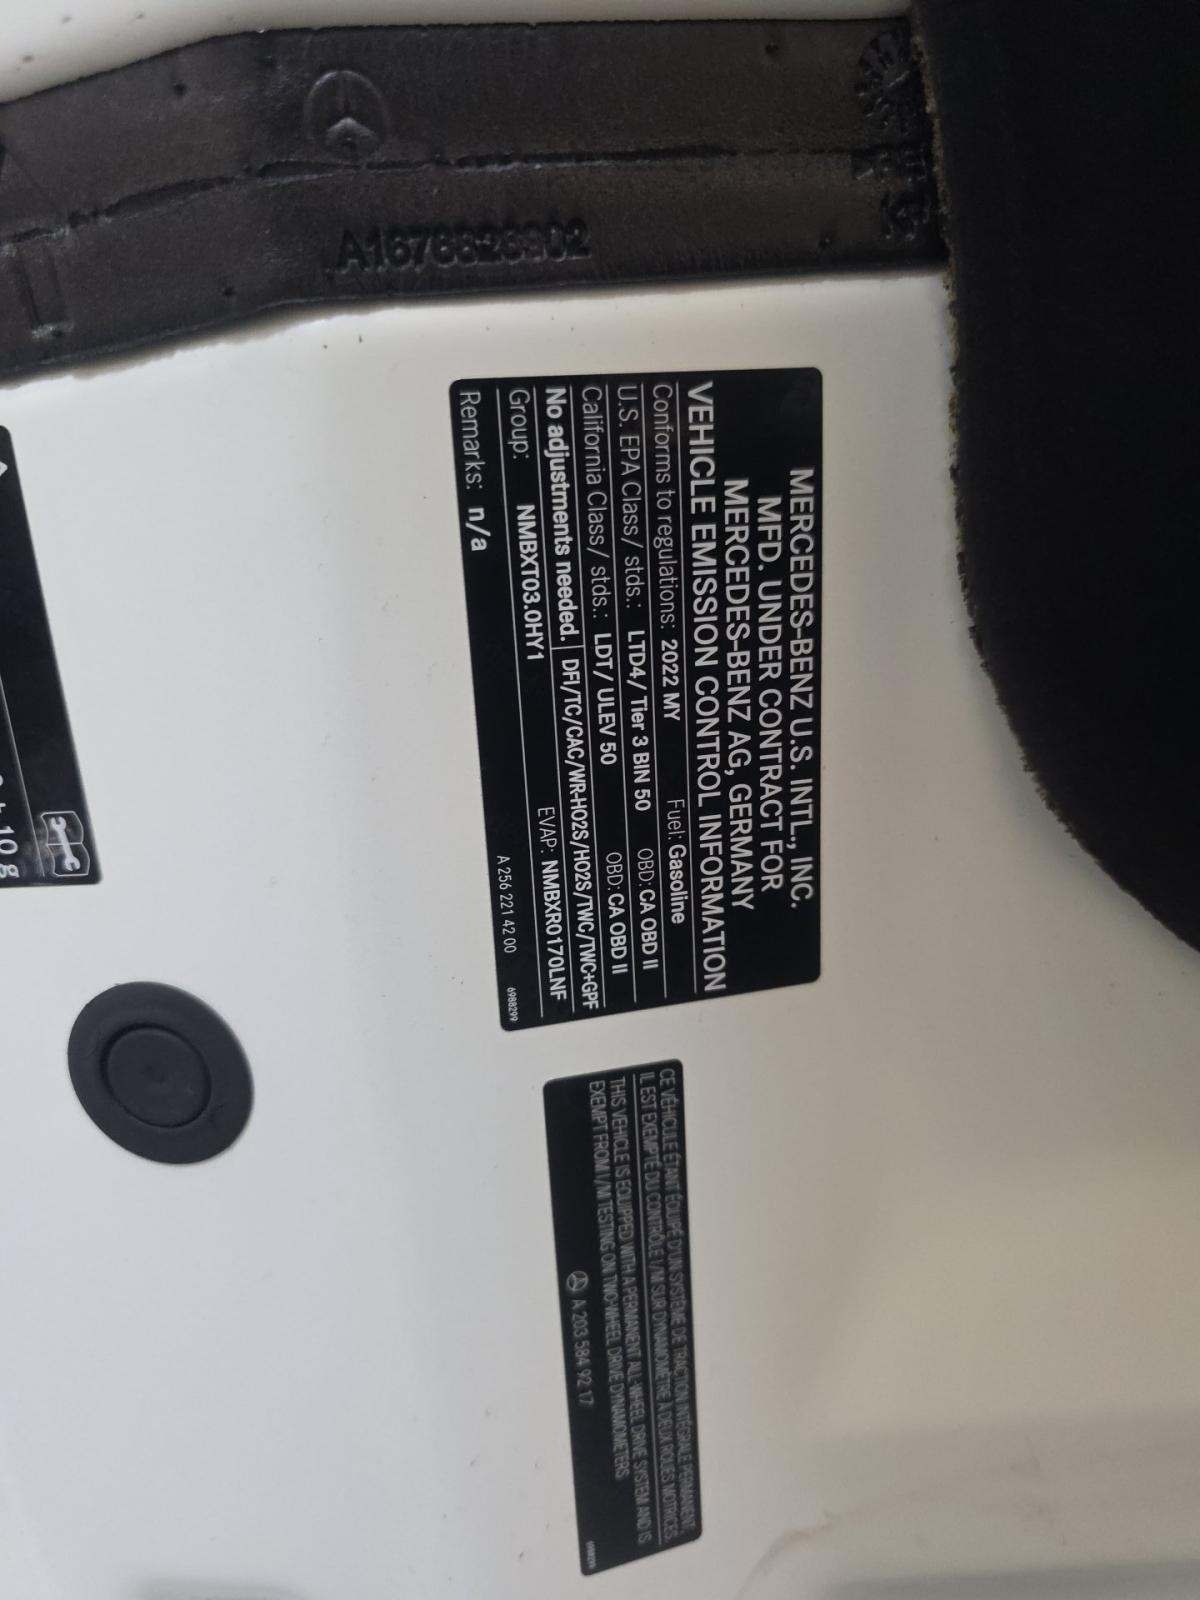 MERCEDES-BENZ U.S. INTL., INC.
MFD. UNDER CONTRACT FOR
MERCEDES-BENZ AG, GERMANY
VEHICLE EMISSION CONTROL INFORMATION
Conforms to regulations: 2022 MY Fuel: Gasoline
U.S. EPA Class/ stds.: LTD4/ Tier 3 BIN 50 OBD: CA OBD II
California Class/ stds.: LDT/ ULEV 50 OBD: CA OBD II
No adjustments needed. DFI/TC/CAC/WR-HO2S/HO2S/TWC/TWC+GPF
Group: NMBXT03.0HY1 EVAP: NMBXR0170LNF
Remarks: n/a A 256 221 42 00
6988299
CE VÉHICULE ÉTANT ÉQUIPÉ D'UN SYSTÈME DE TRACTION INTÉGRALE PERMANENT,
IL EST EXEMPTÉ DU CONTRÔLE I/M SUR DYNAMOMÈTRE À DEUX ROUES MOTRICES.
THIS VEHICLE IS EQUIPPED WITH A PERMANENT ALL-WHEEL DRIVE SYSTEM AND IS
EXEMPT FROM I/M TESTING ON TWO-WHEEL DRIVE DYNAMOMETERS
A 203 584 92 17
10 g